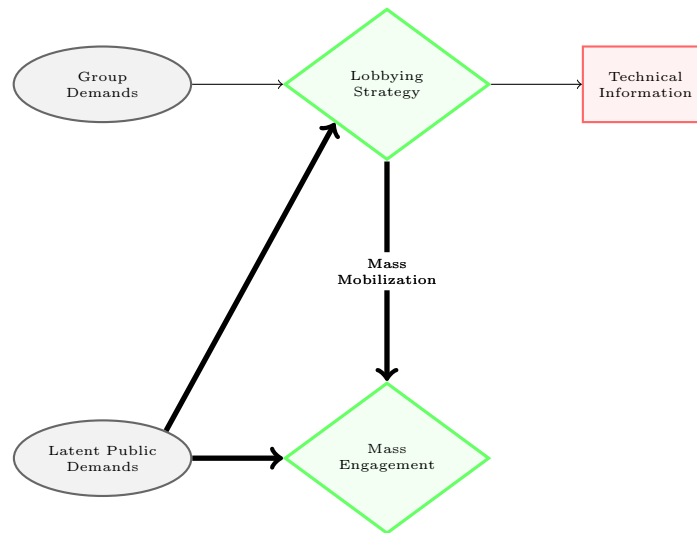 Group
Demands
Lobbying
Strategy
Technical
Information
Mass
Mobilization
Latent Public
Demands
Mass
Engagement